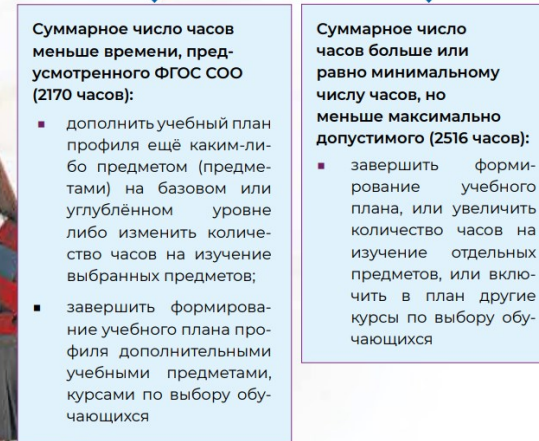 Суммарное число часов
меньше времени, пред-
усмотренного ФГОС СОО
(2170 часов):
▪ дополнить учебный план
профиля ещё каким-ли-
бо предметом (предме-
тами) на базовом или
углублённом уровне
либо изменить количе-
ство часов на изучение
выбранных предметов;
▪ завершить формирова-
ние учебного плана про-
филя дополнительными
учебными предметами,
курсами по выбору обу-
чающихся
Суммарное число
часов больше или
равно минимальному
числу часов, но
меньше максимально
допустимого (2516 часов):
▪ завершить форми-
рование учебного
плана, или увеличить
количество часов на
изучение отдельных
предметов, или вклю-
чить в план другие
курсы по выбору обу-
чающихся